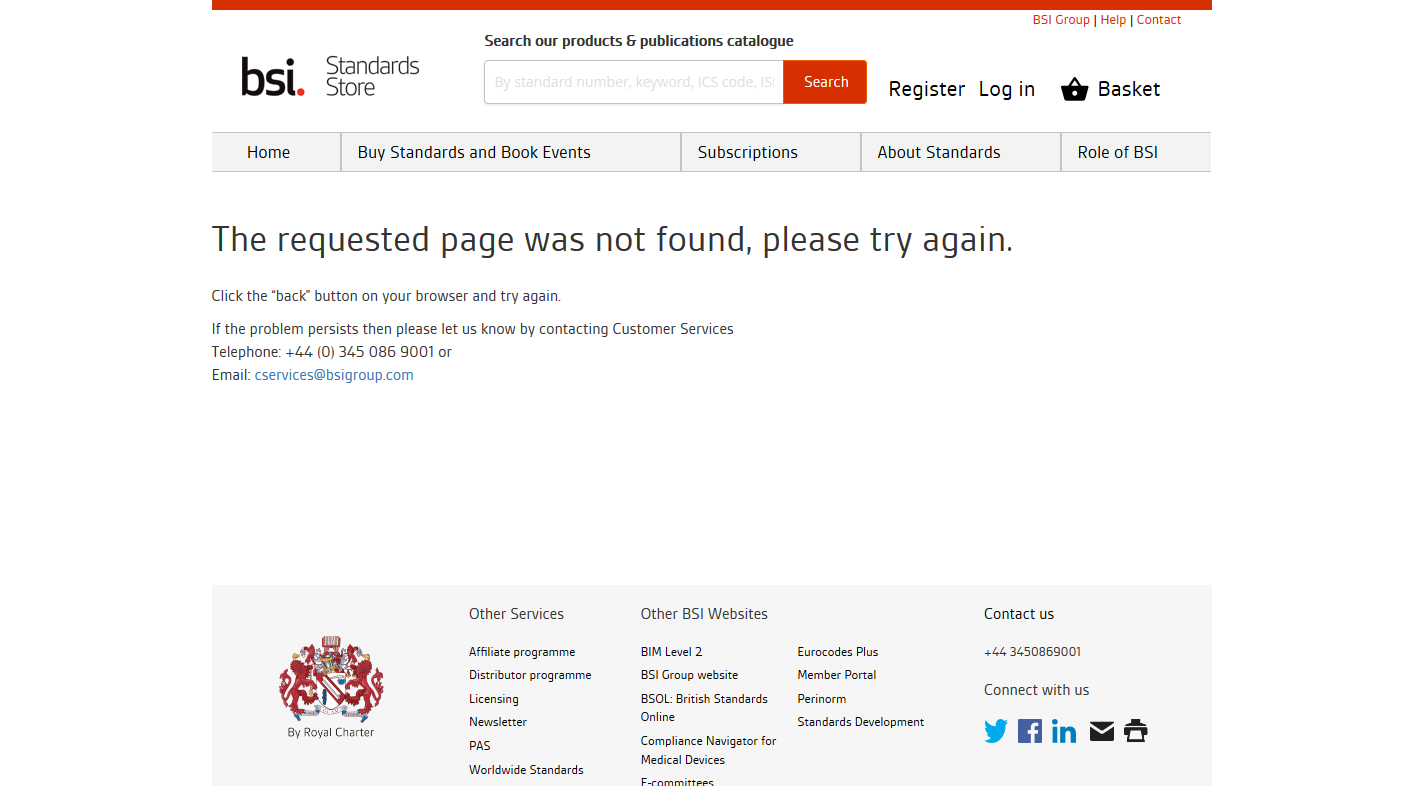 BSI Group | Help | Contact
Search our products & publications catalogue
bsi. Standards Store
By standard number, keyword, ICS code, ISI
Search
Register Log in Basket
Home
Buy Standards and Book Events
Subscriptions
About Standards
Role of BSI
The requested page was not found, please try again.
Click the “back” button on your browser and try again.
If the problem persists then please let us know by contacting Customer Services
Telephone: +44 (0) 345 086 9001 or
Email: cservices@bsigroup.com
By Royal Charter
Other Services
Affiliate programme
Distributor programme
Licensing
Newsletter
PAS
Worldwide Standards
Other BSI Websites
BIM Level 2
BSI Group website
BSOL: British Standards
Online
Compliance Navigator for
Medical Devices
E-committees
Eurocodes Plus
Member Portal
Perinorm
Standards Development
Contact us
+44 3450869001
Connect with us